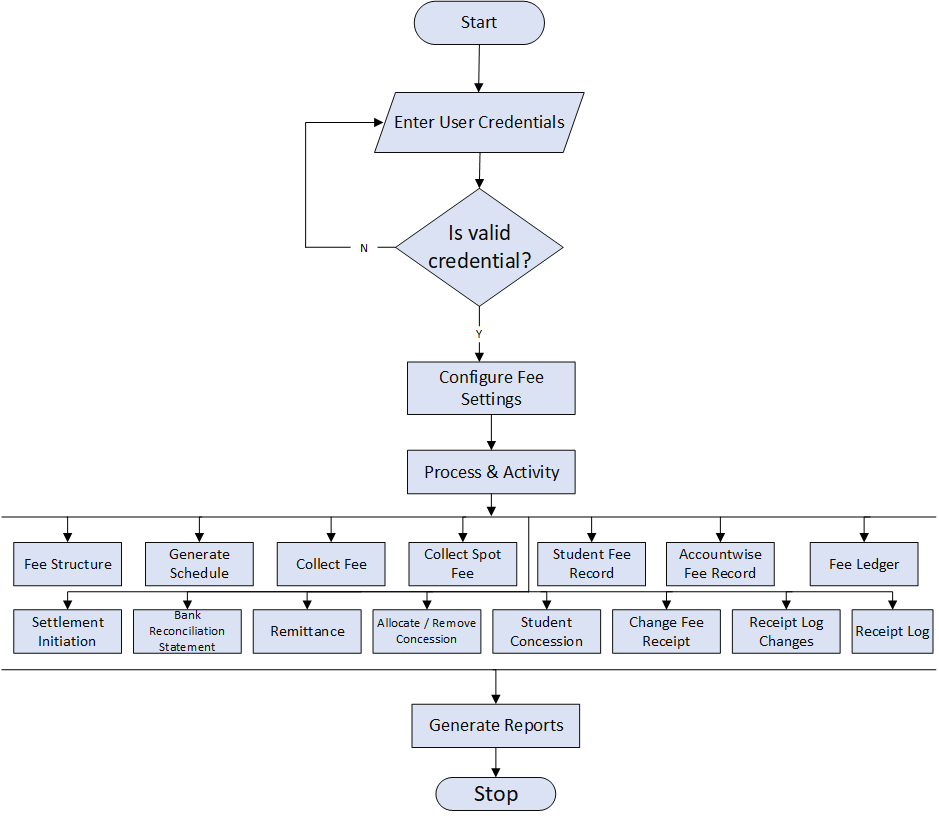 Start
Enter User Credentials
Is valid
credential?
N
Y
Configure Fee
Settings
Process & Activity
Fee Structure
Generate
Schedule
Collect Fee
Collect Spot
Fee
Student Fee
Record
Accountwise
Fee Record
Fee Ledger
Settlement
Initiation
Bank
Reconciliation
Statement
Remittance
Allocate / Remove
Concession
Student
Concession
Change Fee
Receipt
Receipt Log
Changes
Receipt Log
Generate Reports
Stop